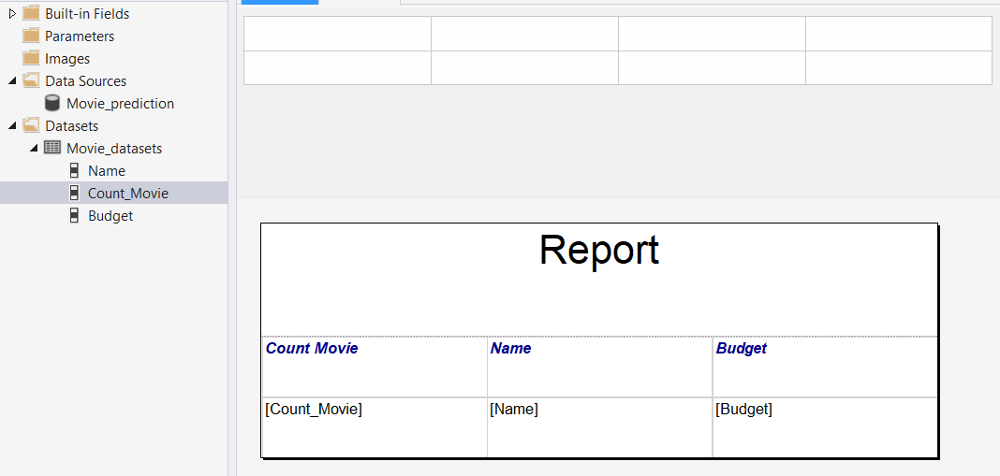 Built-in Fields
Parameters
Images
Data Sources
Movie_prediction
Datasets
Movie_datasets
Name
Count_Movie
Budget
Report
Count Movie Name Budget
[Count_Movie] [Name] [Budget]